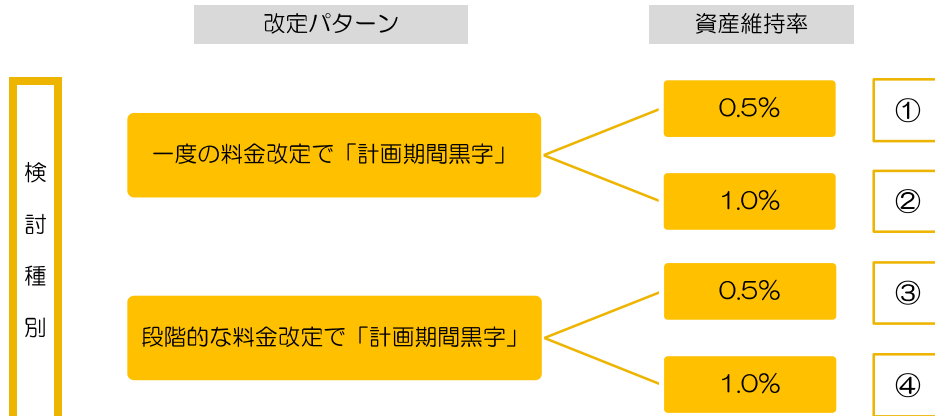 改定パターン
資産維持率
検討種別
一度の料金改定で「計画期間黒字」
0.5%
①
1.0%
②
段階的な料金改定で「計画期間黒字」
0.5%
③
1.0%
④